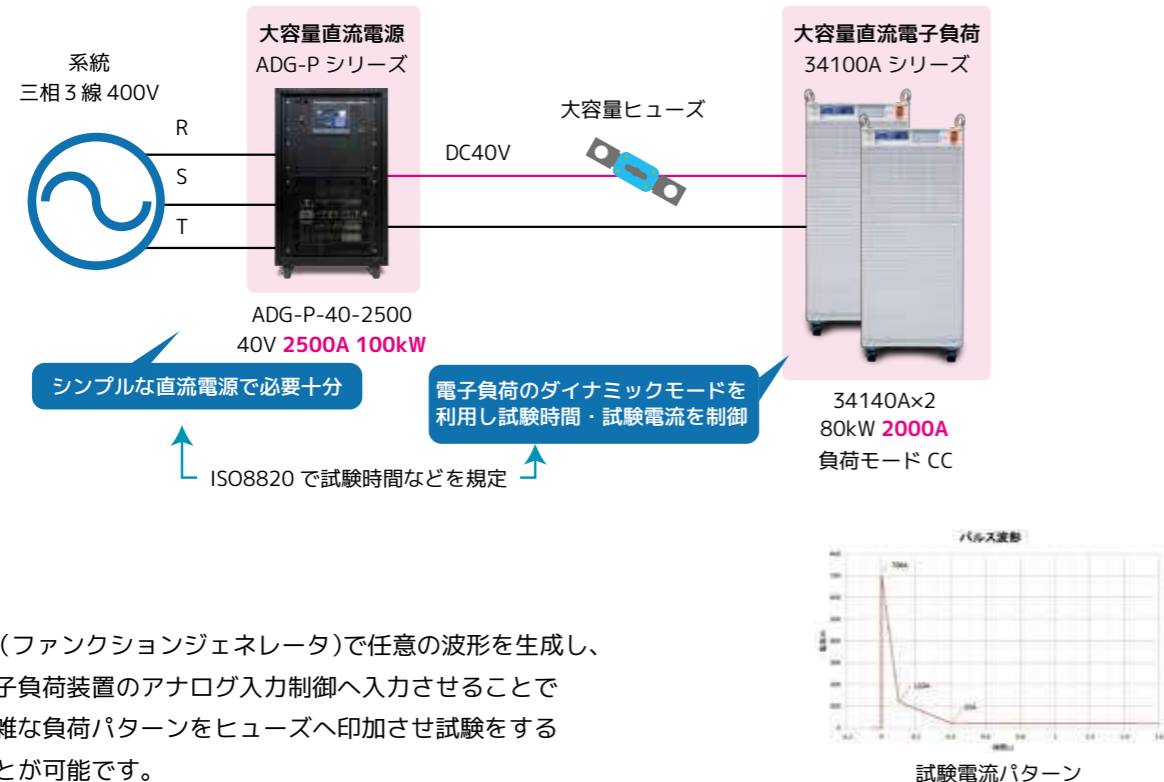 大容量直流電源
ADG-P シリーズ
大容量直流電子負荷
34100A シリーズ
系統
三相3線 400V
大容量ヒューズ
R
S
T
DC40V
ADG-P-40-2500
40V 2500A 100kW
シンプルな直流電源で必要十分
電子負荷のダイナミックモードを
利用し試験時間・試験電流を制御
34140A×2
80kW 2000A
負荷モード CC
ISO8820 で試験時間などを規定
パルス波形
700A
(ファンクションジェネレータ)で任意の波形を生成し、
子負荷装置のアナログ入力制御へ入力させることで
雑な負荷パターンをヒューズへ印加させ試験をする
とが可能です。
試験電流パターン